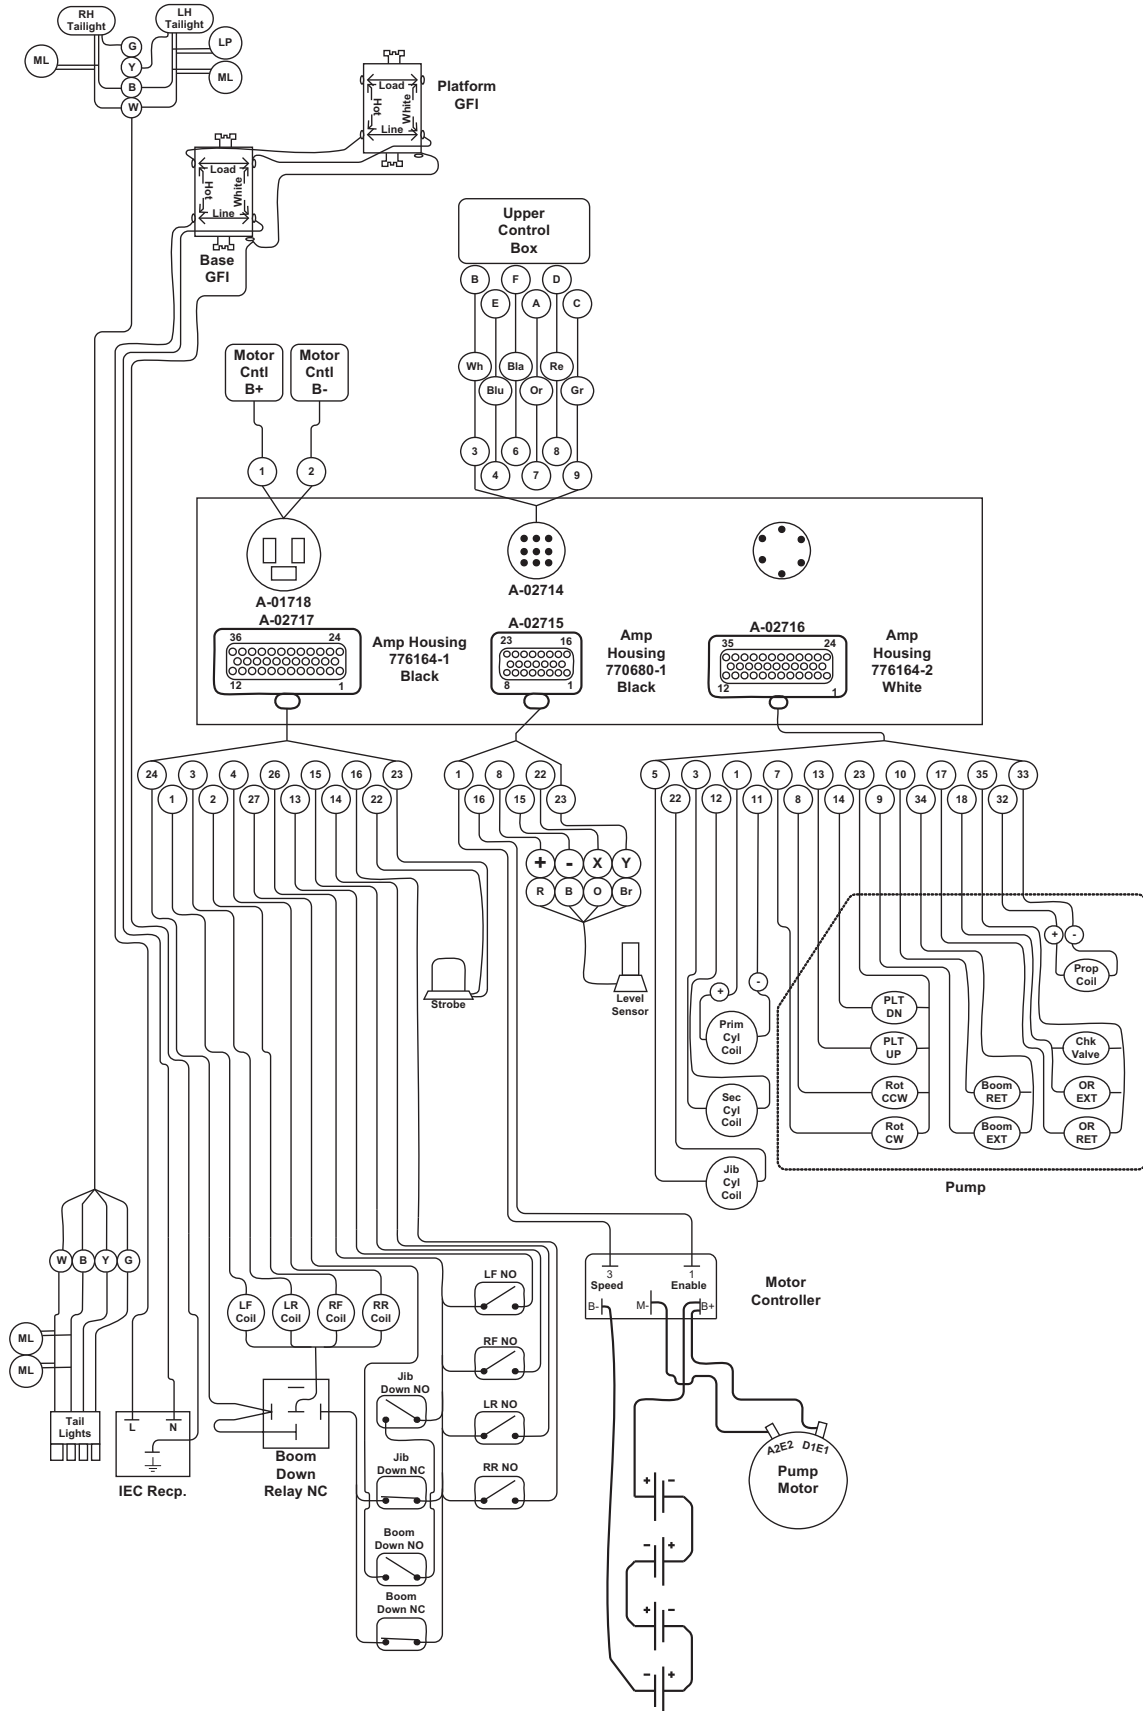 RH
Tailight
LH
Tailight
G
LP
ML
Y
ML
B
W
Platform
GFI
Load
Hot
White
Line
Load
Hot
White
Line
Base
GFI
Upper
Control
Box
B
F
D
E
A
C
Wh
Bla
Re
Blu
Or
Gr
3
6
8
4
7
9
Motor
Cntl
B+
Motor
Cntl
B-
1
2
A-01718
A-02714
A-02717
36
24
12
1
Amp Housing
776164-1
Black
A-02715
23
16
8
1
Amp
Housing
770680-1
Black
A-02716
35
24
12
1
Amp
Housing
776164-2
White
24
3
4
26
15
16
23
1
2
27
13
14
22
1
8
22
16
15
23
5
3
1
7
13
23
10
17
35
33
22
12
11
8
14
9
34
18
32
+
-
X
Y
R
B
O
Br
Strobe
Level
Sensor
+
-
Prim
Cyl
Coil
Sec
Cyl
Coil
Jib
Cyl
Coil
+
-
Prop
Coil
PLT
DN
PLT
UP
Rot
CCW
Rot
CW
Boom
RET
Boom
EXT
Chk
Valve
OR
EXT
OR
RET
Pump
W
B
Y
G
ML
ML
Tail
Lights
L
N
IEC Recp.
LF
Coil
LR
Coil
RF
Coil
RR
Coil
Boom
Down
Relay NC
Jib
Down NO
Jib
Down NC
Boom
Down NO
Boom
Down NC
LF NO
RF NO
LR NO
RR NO
3
Speed
1
Enable
B-
M-
B+
Motor
Controller
A2E2
D1E1
Pump
Motor
+
-
-
+
+
-
-
+